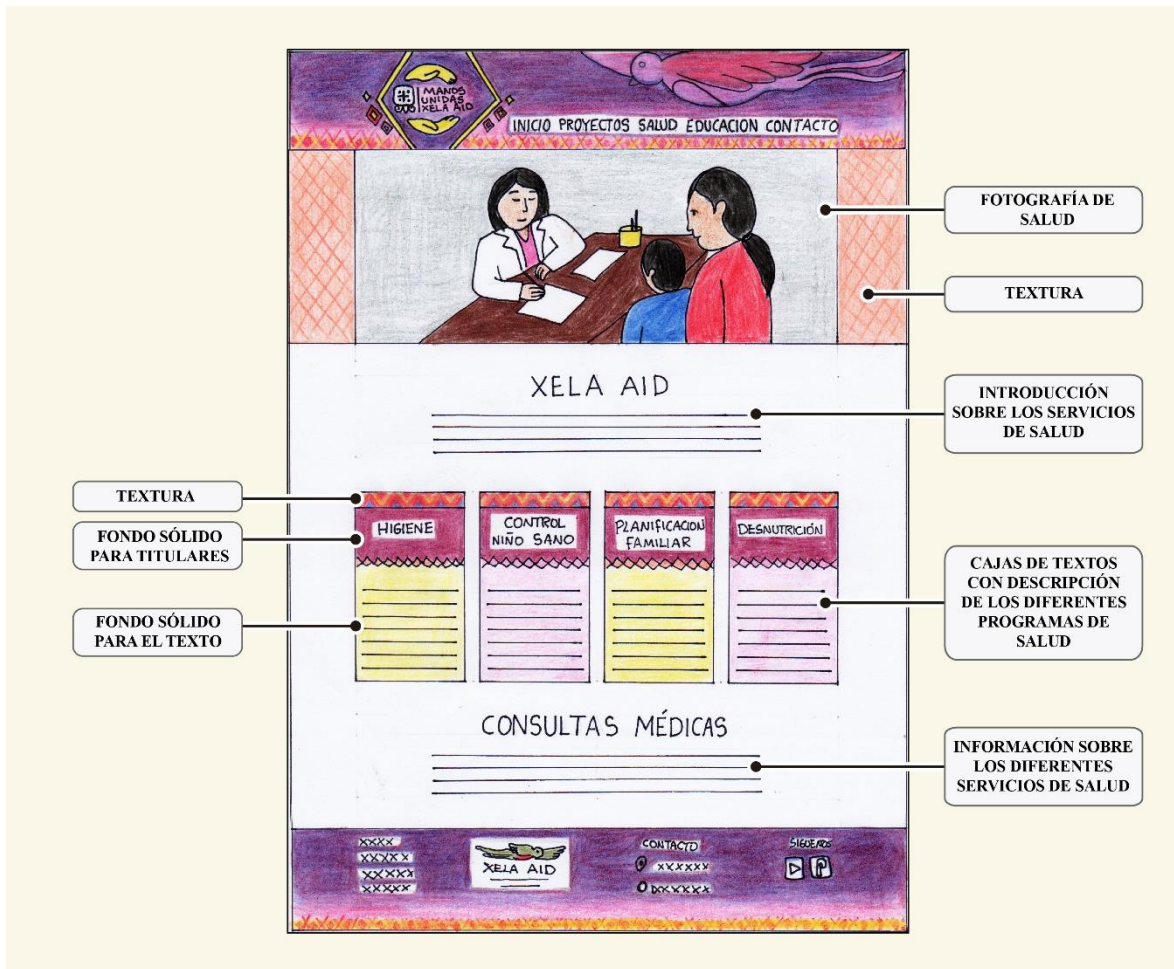 MANOS
UNIDAS
XELA AID
INICIO PROYECTOS SALUD EDUCACION CONTACTO
FOTOGRAFÍA DE
SALUD
TEXTURA
XELA AID
INTRODUCCIÓN
SOBRE LOS SERVICIOS
DE SALUD
TEXTURA
FONDO SÓLIDO
PARA TITULARES
FONDO SÓLIDO
PARA EL TEXTO
HIGIENE
CONTROL
NIÑO SANO
PLANIFICACION
FAMILIAR
DESNUTRICIÓN
CAJAS DE TEXTOS
CON DESCRIPCIÓN
DE LOS DIFERENTES
PROGRAMAS DE
SALUD
CONSULTAS MÉDICAS
INFORMACIÓN SOBRE
LOS DIFERENTES
SERVICIOS DE SALUD
XXXX
XXXXX
XXXXX
XXXXX
XELA AID
CONTACTO
XXXXXX
SIGUENOS